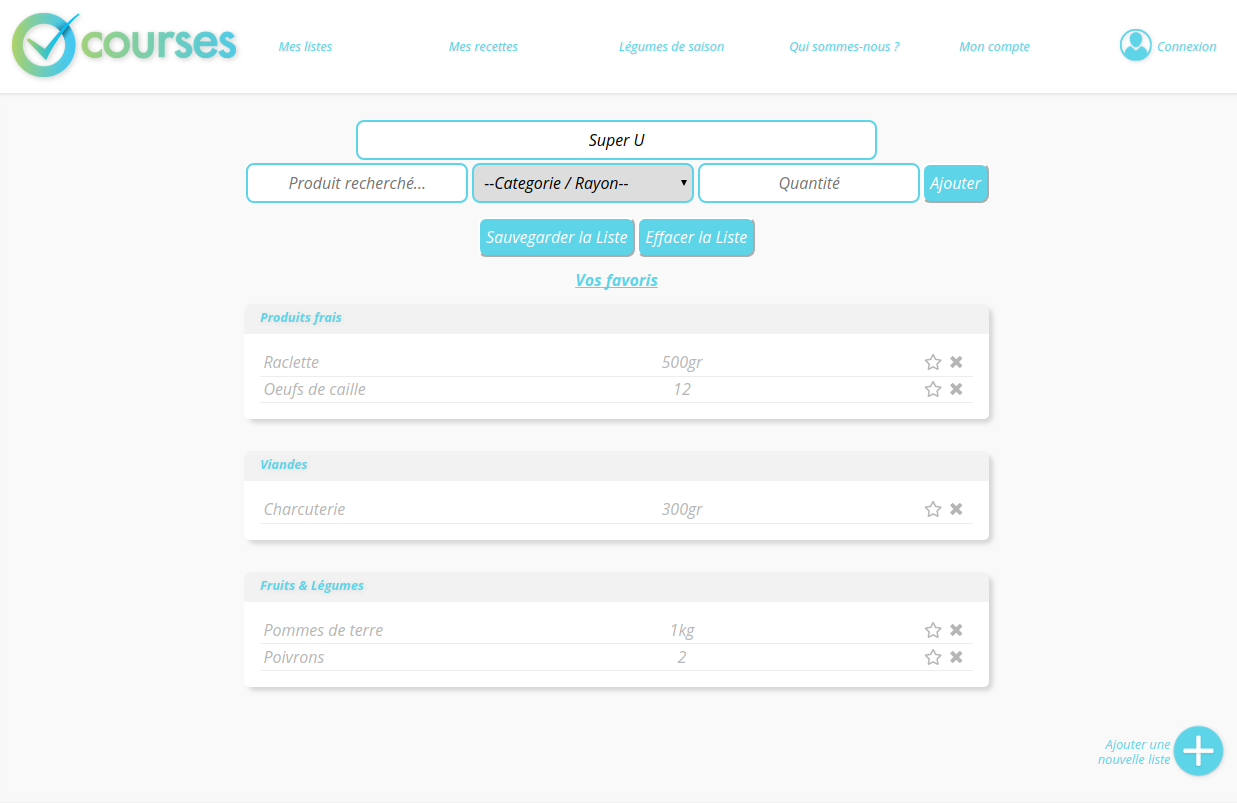 courses
Mes listes
Mes recettes
Légumes de saison
Qui sommes-nous ?
Mon compte
Connexion
Super U
Produit recherché...
--Categorie / Rayon--
Quantité
Ajouter
Sauvegarder la Liste
Effacer la Liste
Vos favoris
Produits frais
Raclette 500gr
Oeufs de caille 12
Viandes
Charcuterie 300gr
Fruits & Légumes
Pommes de terre 1kg
Poivrons 2
Ajouter une
nouvelle liste